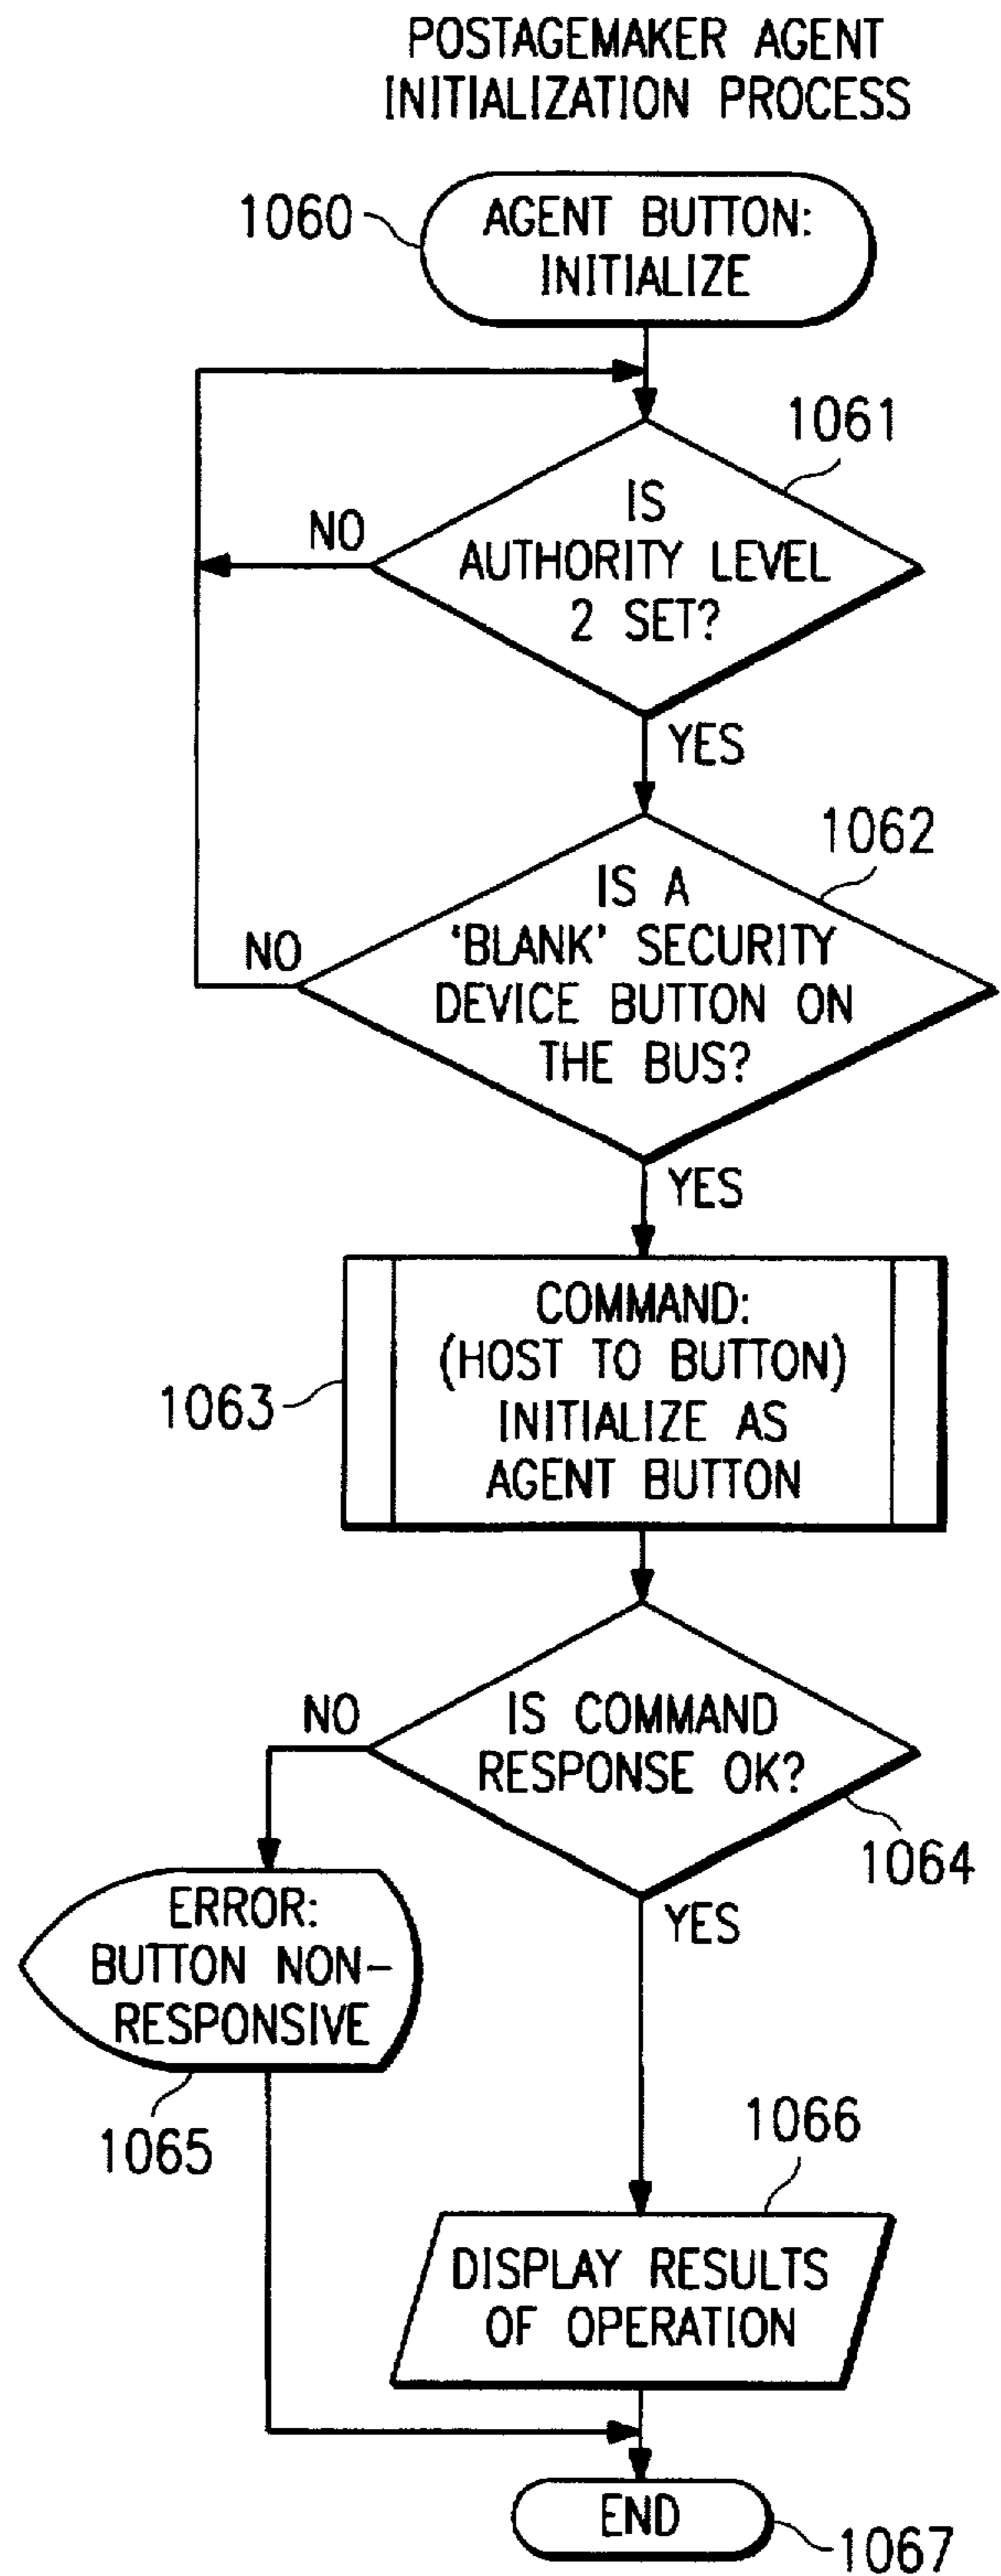 POSTAGEMAKER AGENT
INITIALIZATION PROCESS
1060
AGENT BUTTON:
INITIALIZE
1061
IS
AUTHORITY LEVEL
2 SET?
NO
YES
1062
IS A
‘BLANK’ SECURITY
DEVICE BUTTON ON
THE BUS?
NO
YES
COMMAND:
(HOST TO BUTTON)
INITIALIZE AS
AGENT BUTTON
1063
NO
IS COMMAND
RESPONSE OK?
1064
YES
ERROR:
BUTTON NON-
RESPONSIVE
1065
1066
DISPLAY RESULTS
OF OPERATION
END
1067